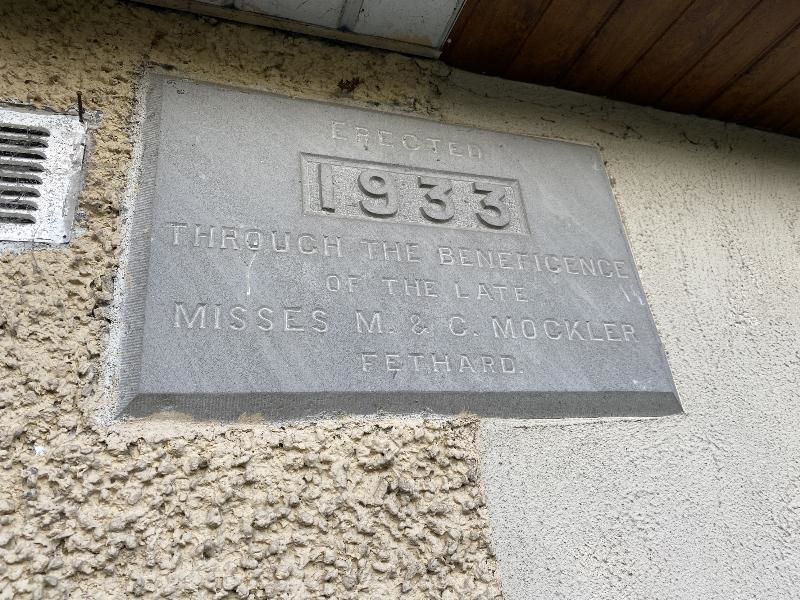 ERECTED
1933
THROUGH THE BENEFICENCE
OF THE LATE
MISSES M. & C. MOCKLER
FETHARD.